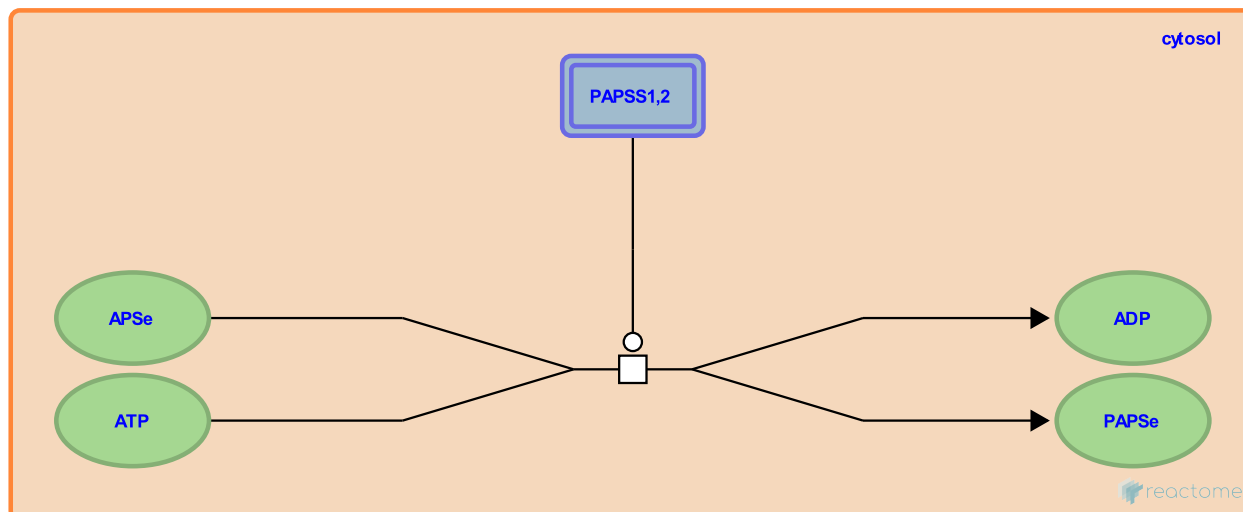 cytosol
PAPSS1,2
APSe
ADP
ATP
PAPSe
reactome